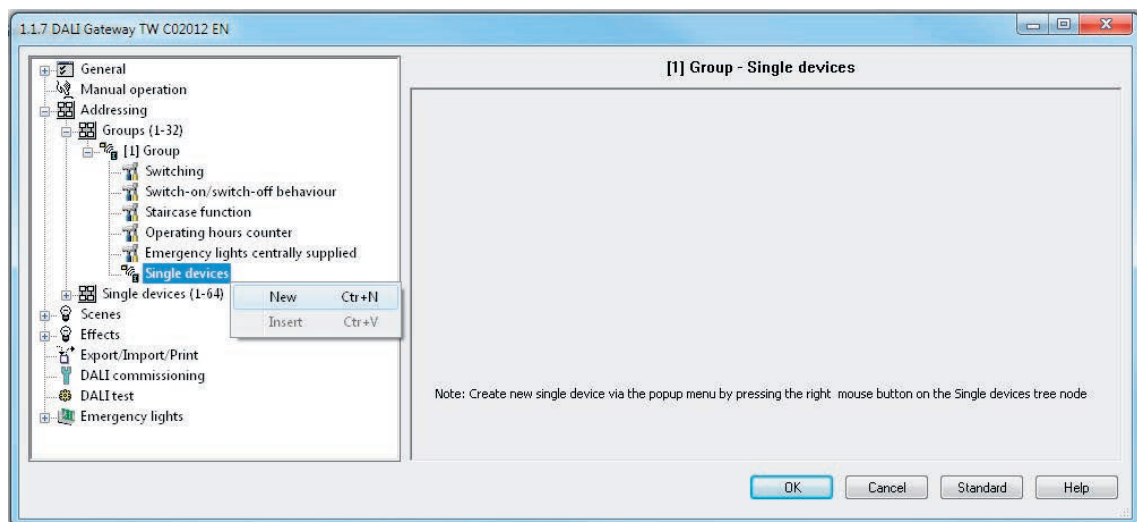 1.1.7 DALI Gateway TW C02012 EN
General
Manual operation
Addressing
Groups (1-32)
[1] Group
Switching
Switch-on/switch-off behaviour
Staircase function
Operating hours counter
Emergency lights centrally supplied
Single devices
New Ctr+N
Insert Ctr+V
Single devices (1-64)
Scenes
Effects
Export/Import/Print
DALI commissioning
DALI test
Emergency lights
[1] Group - Single devices
Note: Create new single device via the popup menu by pressing the right mouse button on the Single devices tree node
OK Cancel Standard Help